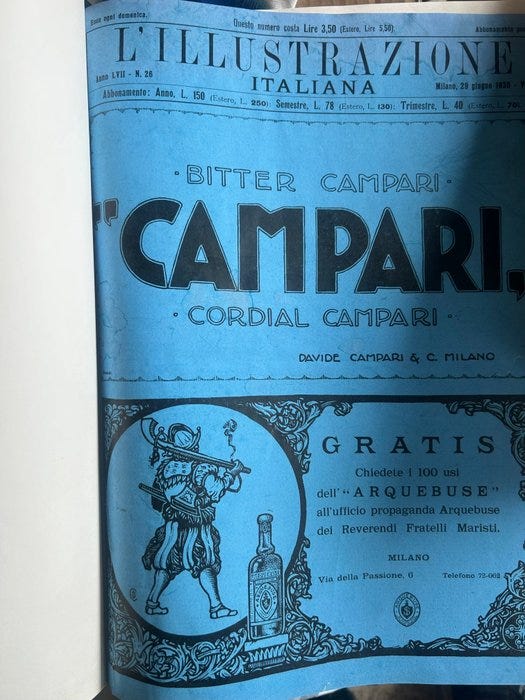 Esce ogni domenica.
Questo numero costa Lire 3,50 (Estero, Lire 5,50).
Abbonamento
L'ILLUSTRAZIONE
Anno LVII - N. 26
ITALIANA
Milano, 29 giugno 1930 -
Abbonamento: Anno, L. 150 (Estero, L. 250); Semestre, L. 78 (Estero, L. 130); Trimestre, L. 40 (Estero, L. 70).
· BITTER CAMPARI ·
"CAMPARI„
· CORDIAL CAMPARI ·
DAVIDE CAMPARI & C. MILANO
GRATIS
Chiedete i 100 usi
dell' "ARQUEBUSE"
all'ufficio propaganda Arquebuse
dei Reverendi Fratelli Maristi.
MILANO
Via della Passione, 6 Telefono 72-002